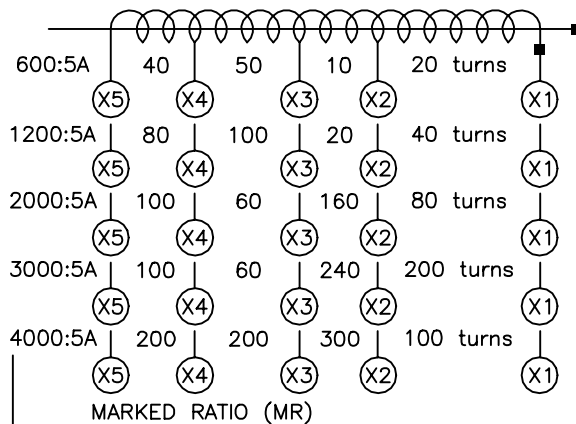 600:5A 40 50 10 20 turns
X5 X4 X3 X2 X1
1200:5A 80 100 20 40 turns
X5 X4 X3 X2 X1
2000:5A 100 60 160 80 turns
X5 X4 X3 X2 X1
3000:5A 100 60 240 200 turns
X5 X4 X3 X2 X1
4000:5A 200 200 300 100 turns
X5 X4 X3 X2 X1
MARKED RATIO (MR)